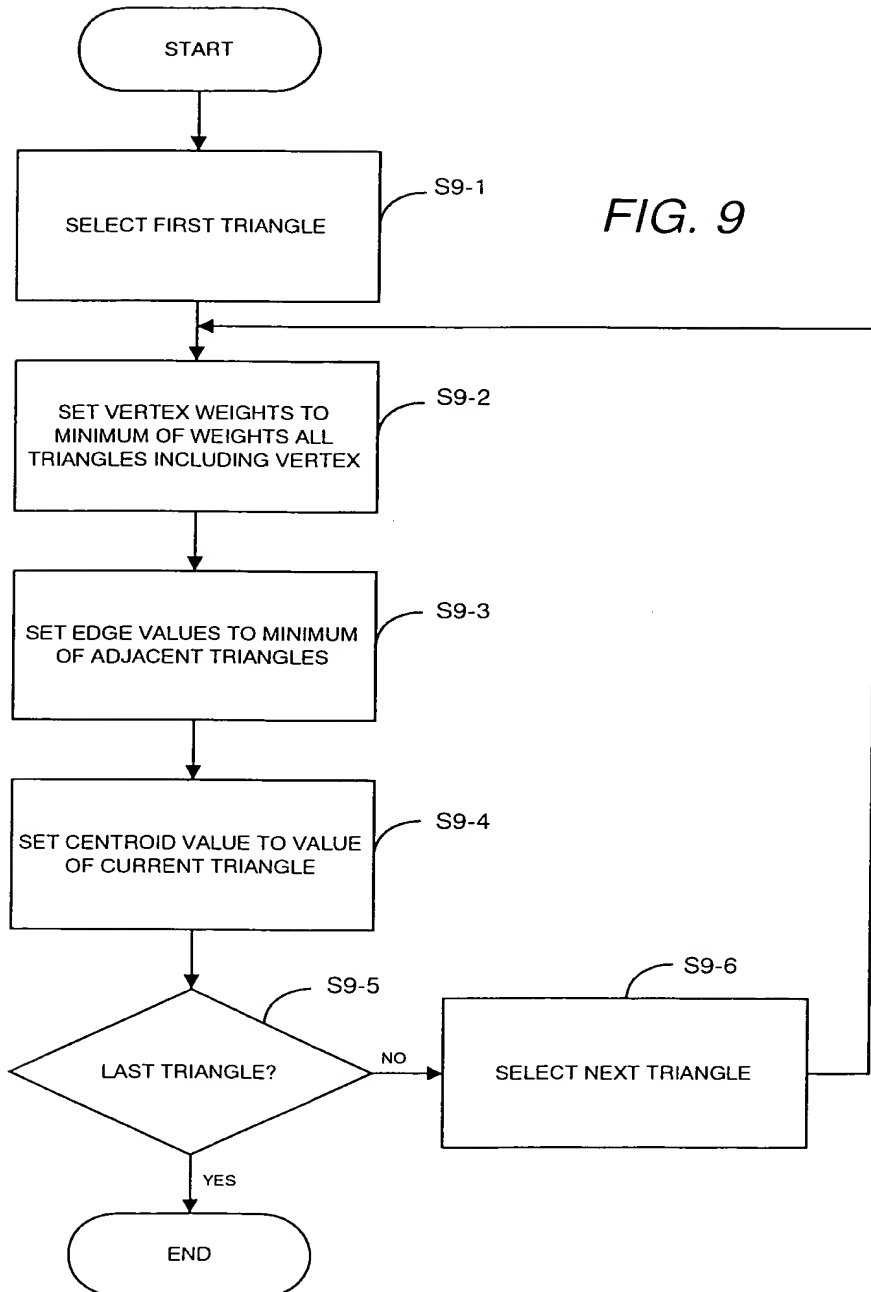 START
S9-1
SELECT FIRST TRIANGLE
FIG. 9
S9-2
SET VERTEX WEIGHTS TO
MINIMUM OF WEIGHTS ALL
TRIANGLES INCLUDING VERTEX
S9-3
SET EDGE VALUES TO MINIMUM
OF ADJACENT TRIANGLES
S9-4
SET CENTROID VALUE TO VALUE
OF CURRENT TRIANGLE
S9-5
S9-6
LAST TRIANGLE?
NO
SELECT NEXT TRIANGLE
YES
END